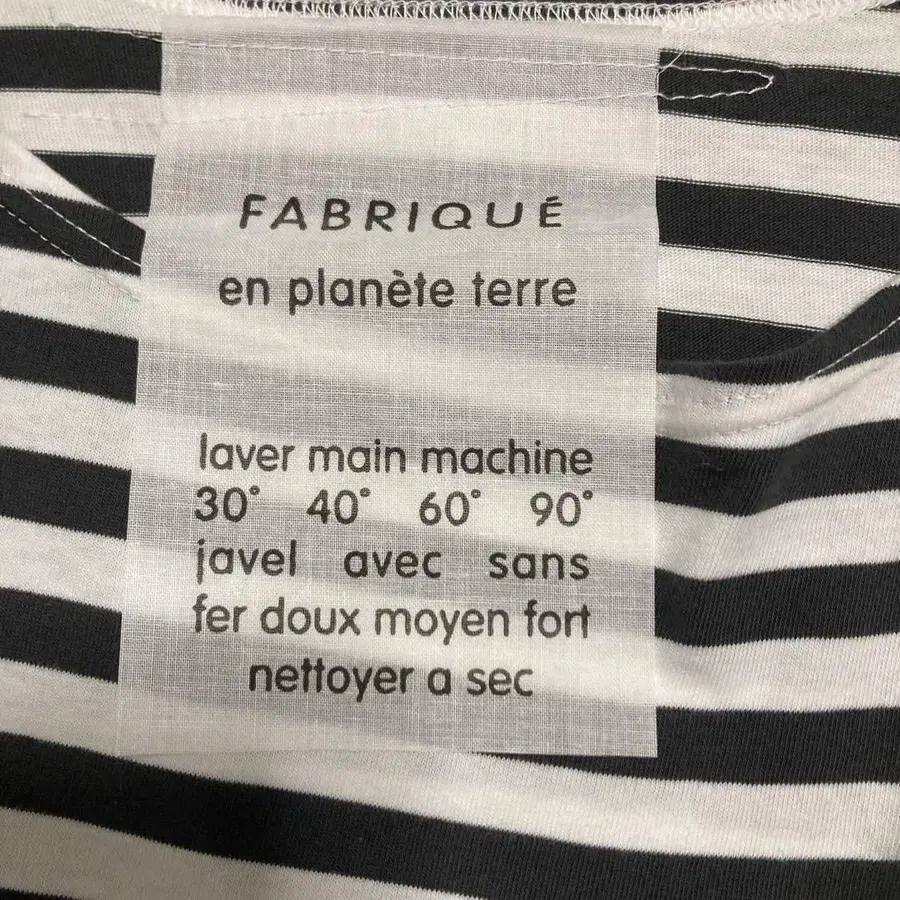 FABRIQUÉ
en planète terre
laver main machine
30° 40° 60° 90°
javel avec sans
fer doux moyen fort
nettoyer a sec